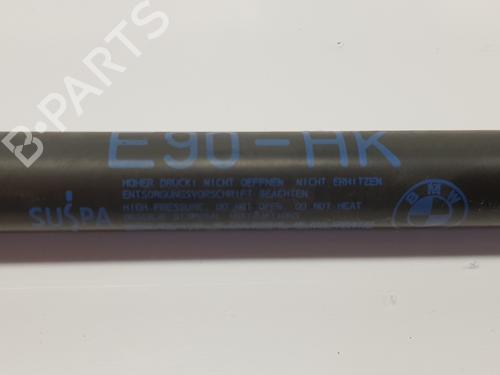 E90-HK
HOHER DRUCK! NICHT OEFFNEN, NICHT ERHITZEN
ENTSORGUNGSVORSCHRIFT BEACHTEN
HIGH PRESSURE, DO NOT OPEN, DO NOT HEAT
SUSPA
BMW